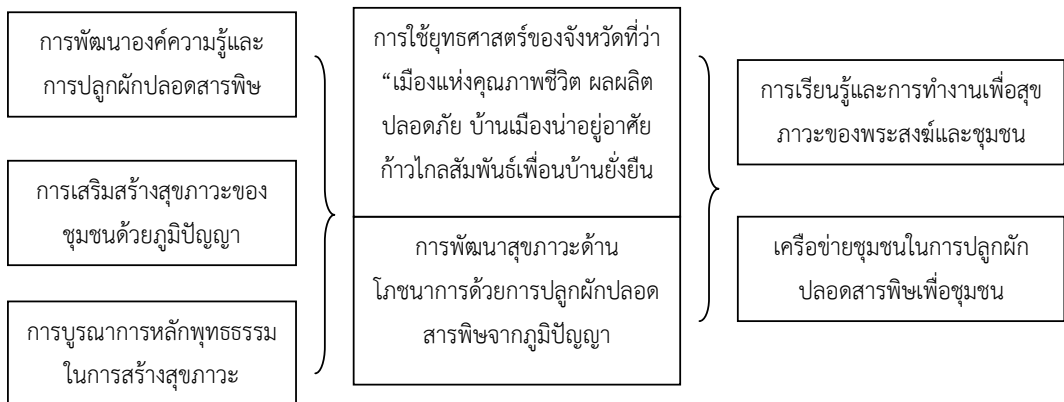 การพัฒนาองค์ความรู้และ
การปลูกผักปลอดสารพิษ
การเสริมสร้างสุขภาวะของ
ชุมชนด้วยภูมิปัญญา
การบูรณาการหลักพุทธธรรม
ในการสร้างสุขภาวะ
การใช้ยุทธศาสตร์ของจังหวัดที่ว่า
“เมืองแห่งคุณภาพชีวิต ผลผลิต
ปลอดภัย บ้านเมืองน่าอยู่อาศัย
ก้าวไกลสัมพันธ์เพื่อนบ้านยั่งยืน
การพัฒนาสุขภาวะด้าน
โภชนาการด้วยการปลูกผักปลอด
สารพิษจากภูมิปัญญา
การเรียนรู้และการทำงานเพื่อสุข
ภาวะของพระสงฆ์และชุมชน
เครือข่ายชุมชนในการปลูกผัก
ปลอดสารพิษเพื่อชุมชน